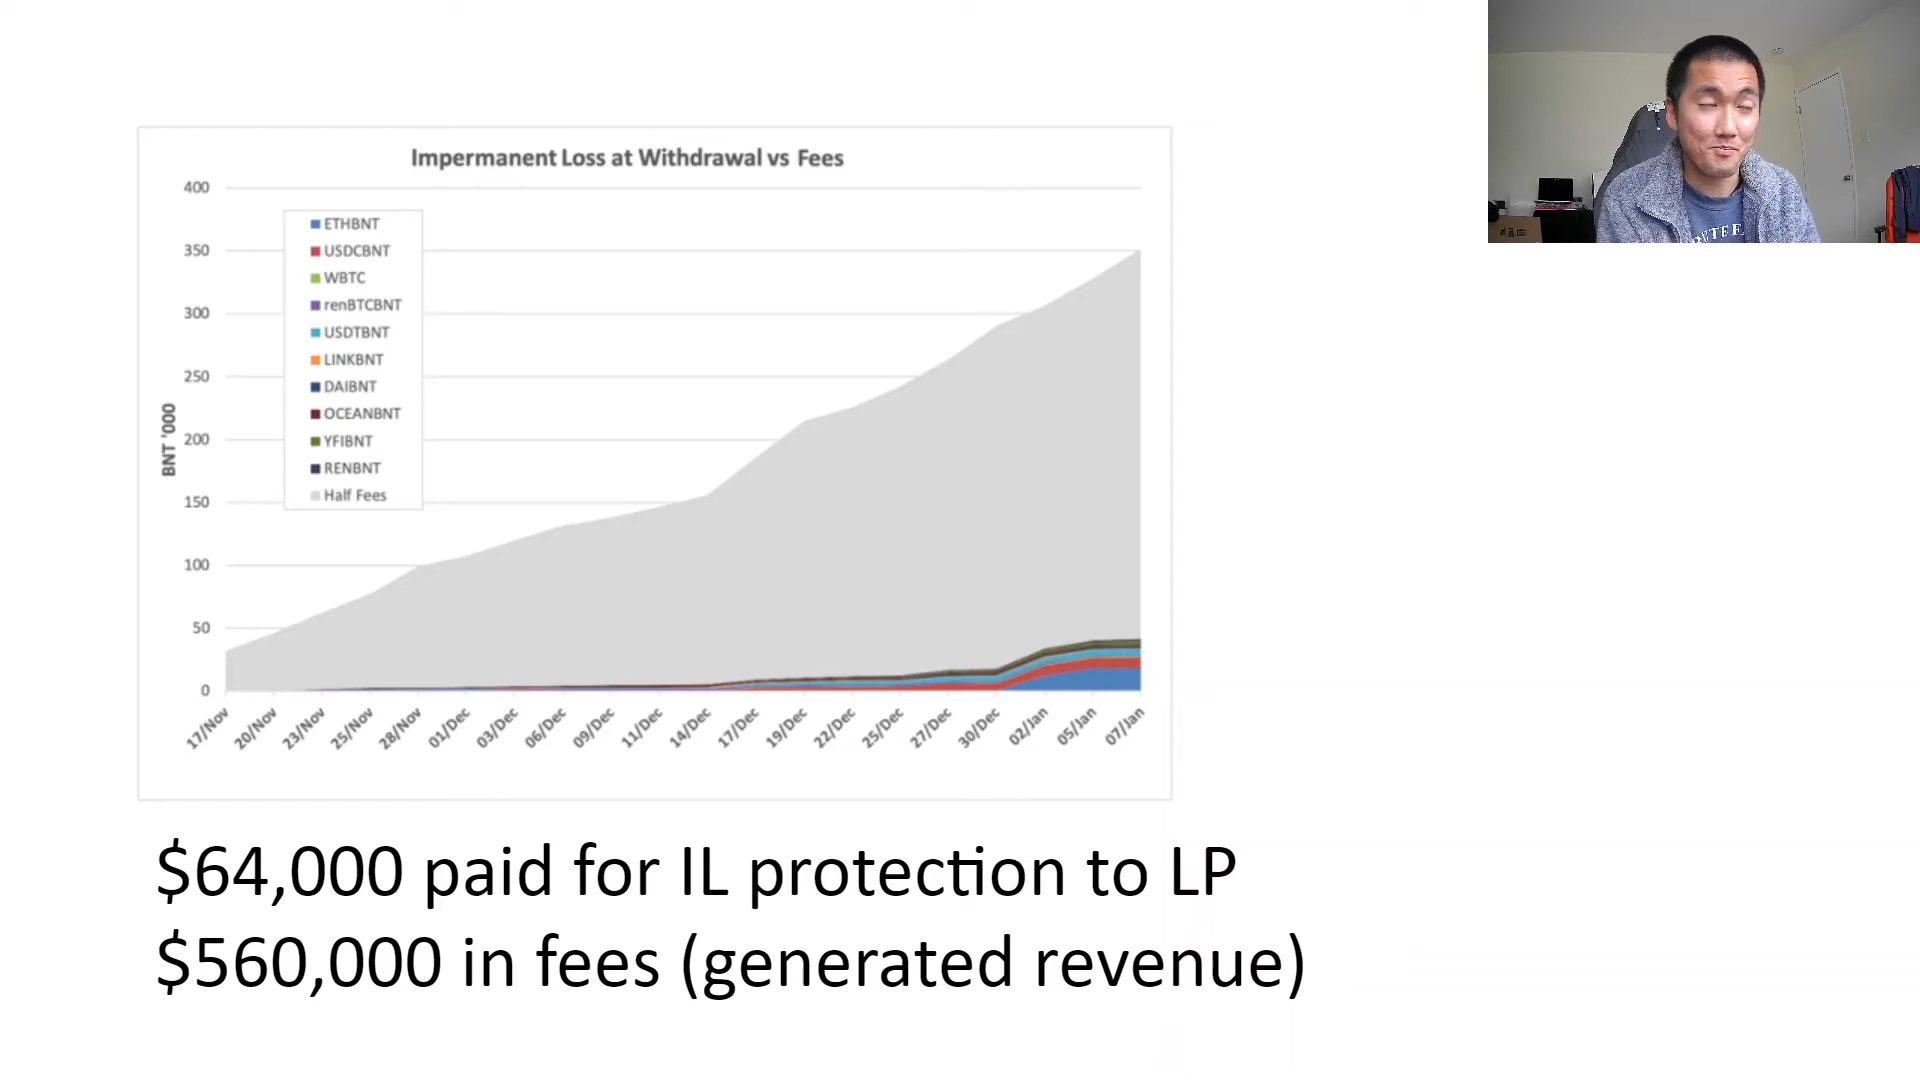 Impermanent Loss at Withdrawal vs Fees
400
350
300
250
200
150
100
50
0
BNT '000
ETHBNT
USDCBNT
WBTC
renBTCBNT
USDTBNT
LINKBNT
DAIBNT
OCEANBNT
YFIBNT
RENBNT
Half Fees
17/Nov
20/Nov
23/Nov
25/Nov
28/Nov
01/Dec
03/Dec
06/Dec
09/Dec
11/Dec
14/Dec
17/Dec
19/Dec
22/Dec
25/Dec
27/Dec
30/Dec
02/Jan
05/Jan
07/Jan
$64,000 paid for IL protection to LP
$560,000 in fees (generated revenue)